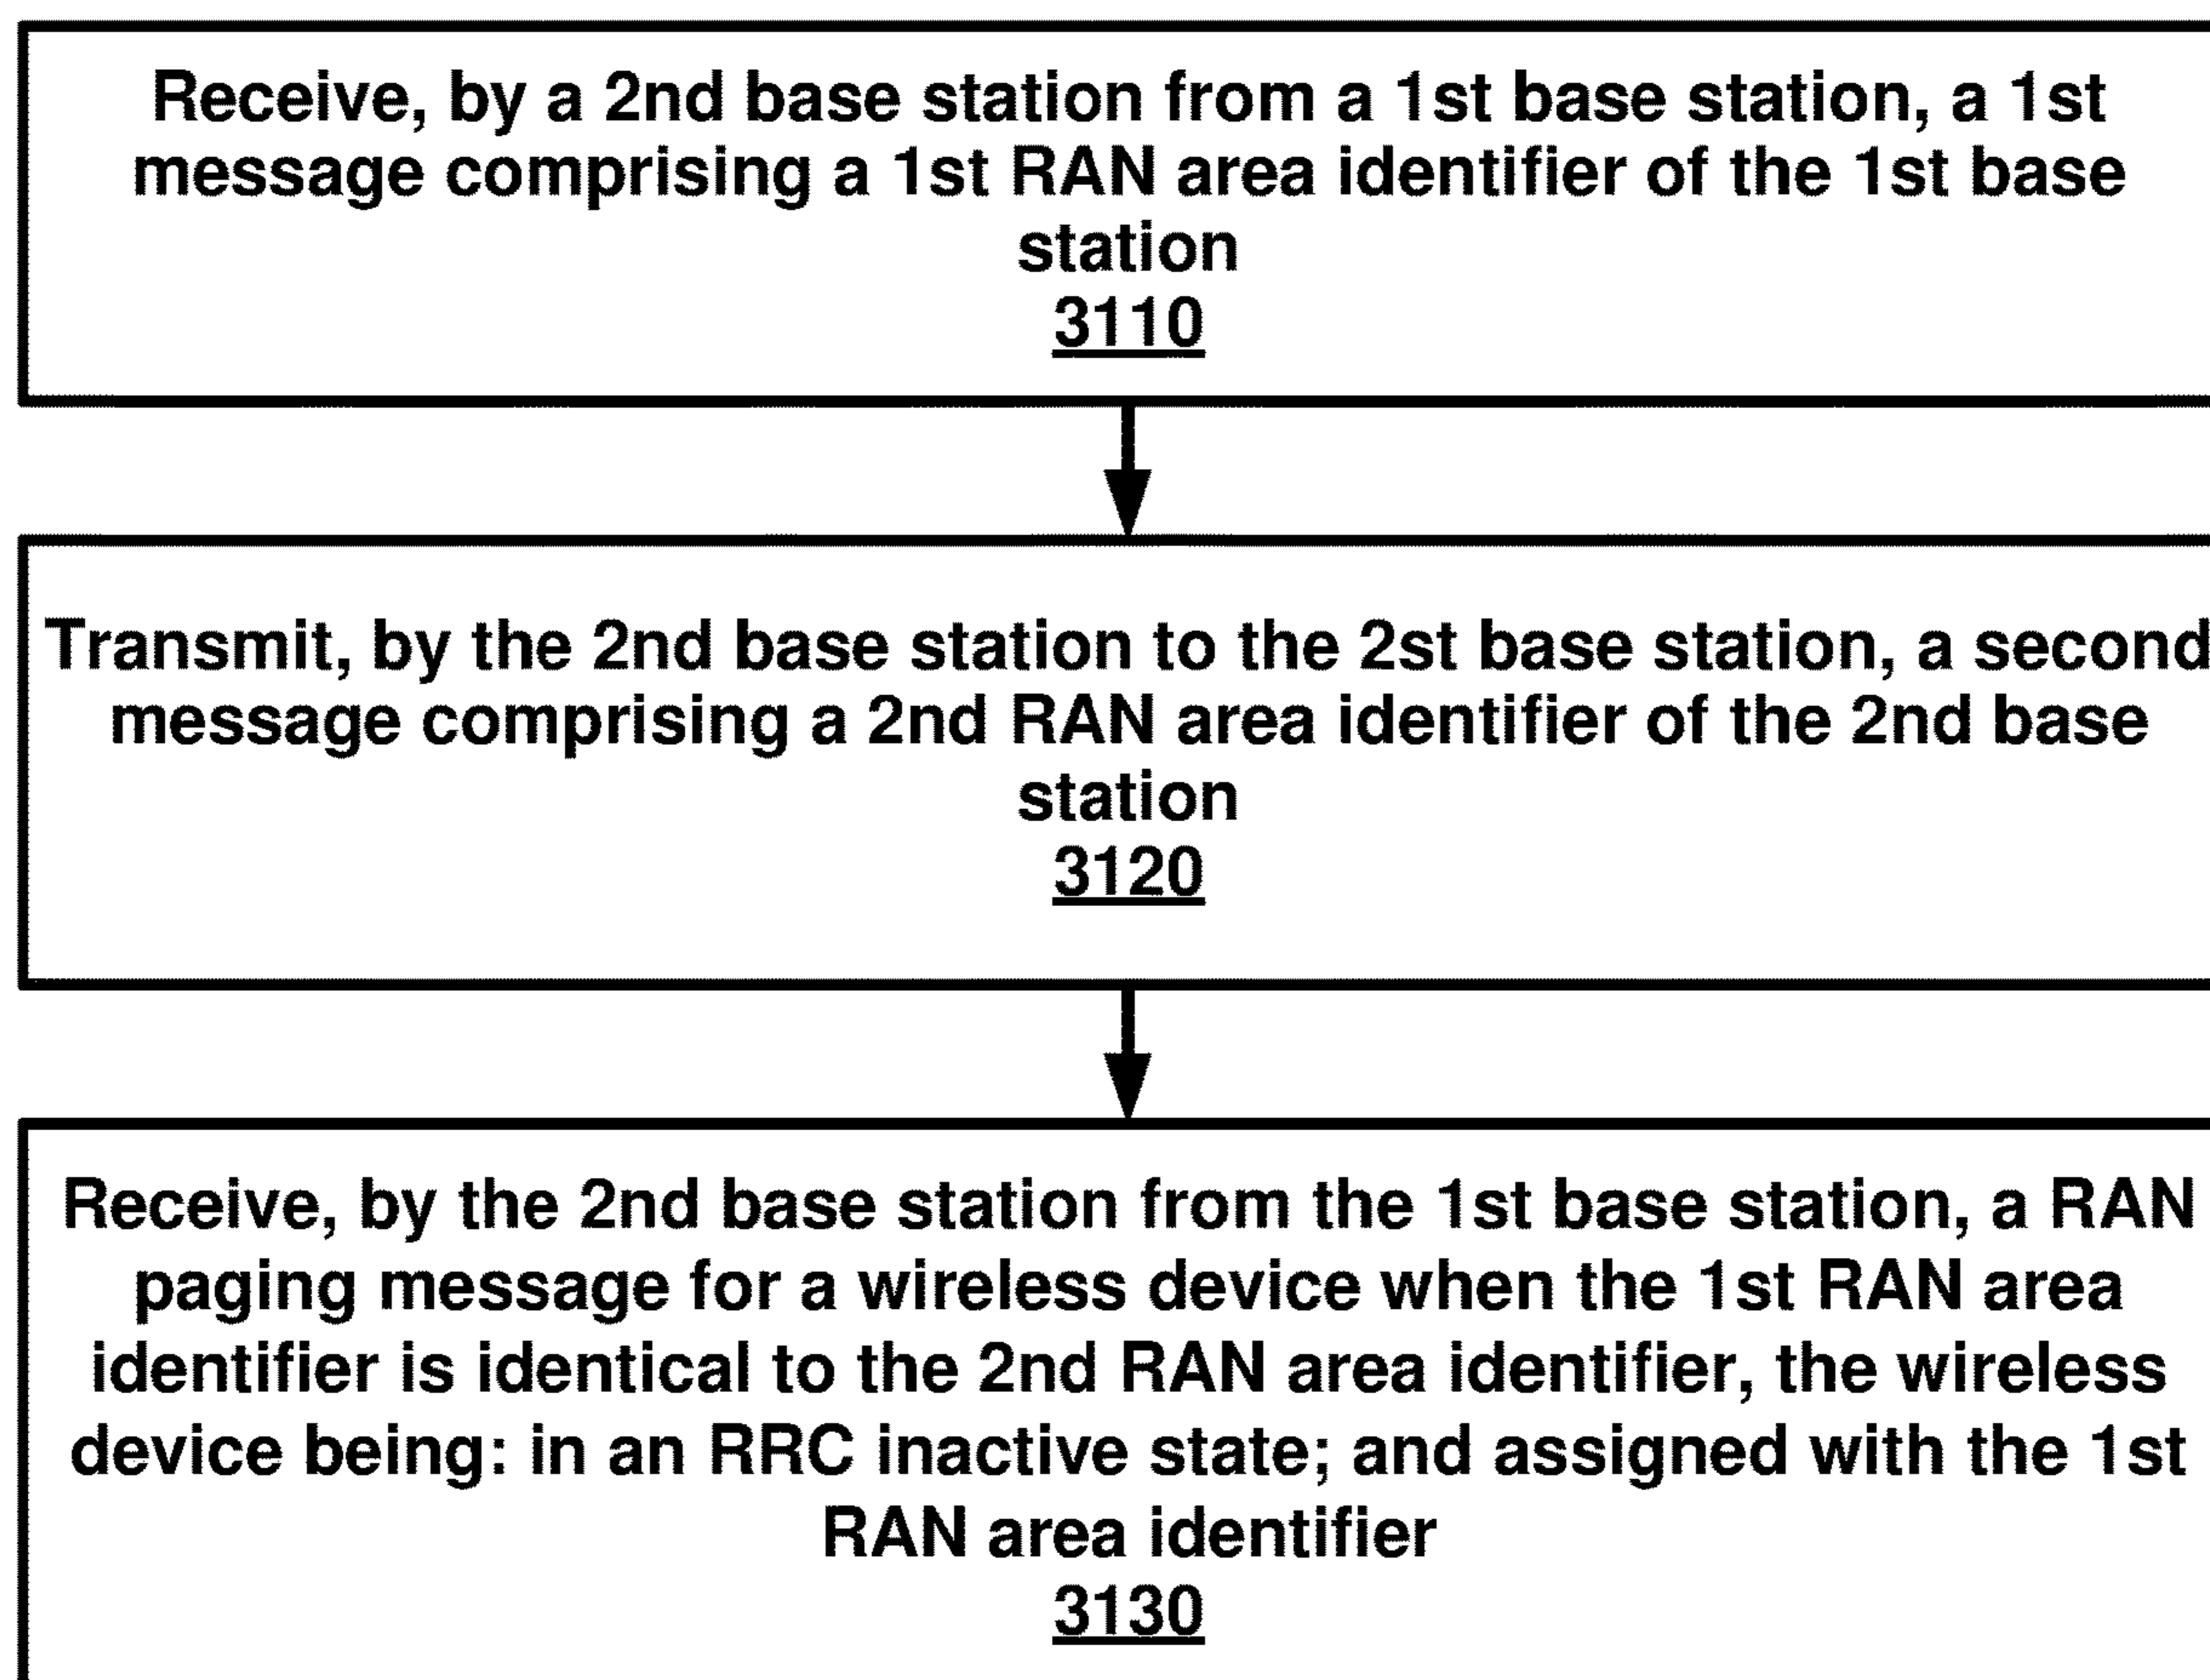 Receive, by a 2nd base station from a 1st base station, a 1st
message comprising a 1st RAN area identifier of the 1st base
station
3110
Transmit, by the 2nd base station to the 2st base station, a second
message comprising a 2nd RAN area identifier of the 2nd base
station
3120
Receive, by the 2nd base station from the 1st base station, a RAN
paging message for a wireless device when the 1st RAN area
identifier is identical to the 2nd RAN area identifier, the wireless
device being: in an RRC inactive state; and assigned with the 1st
RAN area identifier
3130